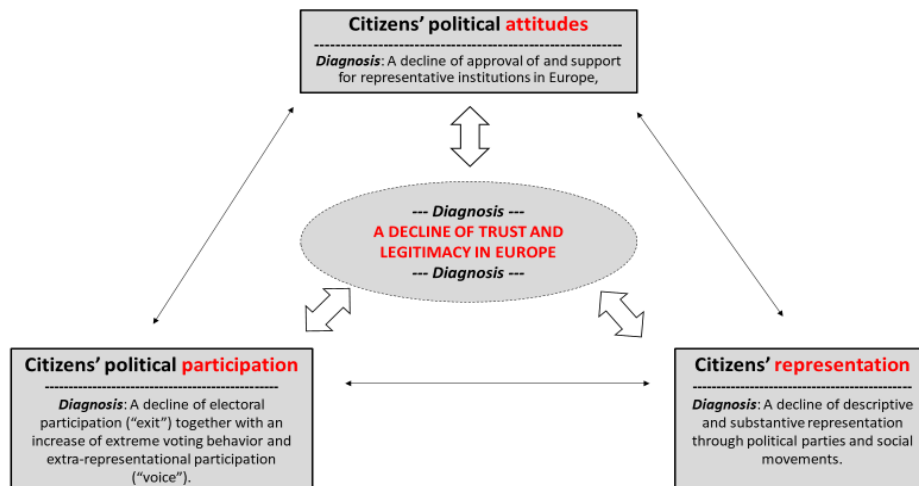 Citizens' political attitudes
------------------------------------------------------------
Diagnosis: A decline of approval of and support
for representative institutions in Europe,
--- Diagnosis ---
A DECLINE OF TRUST AND
LEGITIMACY IN EUROPE
--- Diagnosis ---
Citizens' political participation
---------------------------------------------
Diagnosis: A decline of electoral
participation ("exit") together with an
increase of extreme voting behavior and
extra-representational participation
("voice").
Citizens' representation
------------------------------------------
Diagnosis: A decline of descriptive
and substantive representation
through political parties and social
movements.